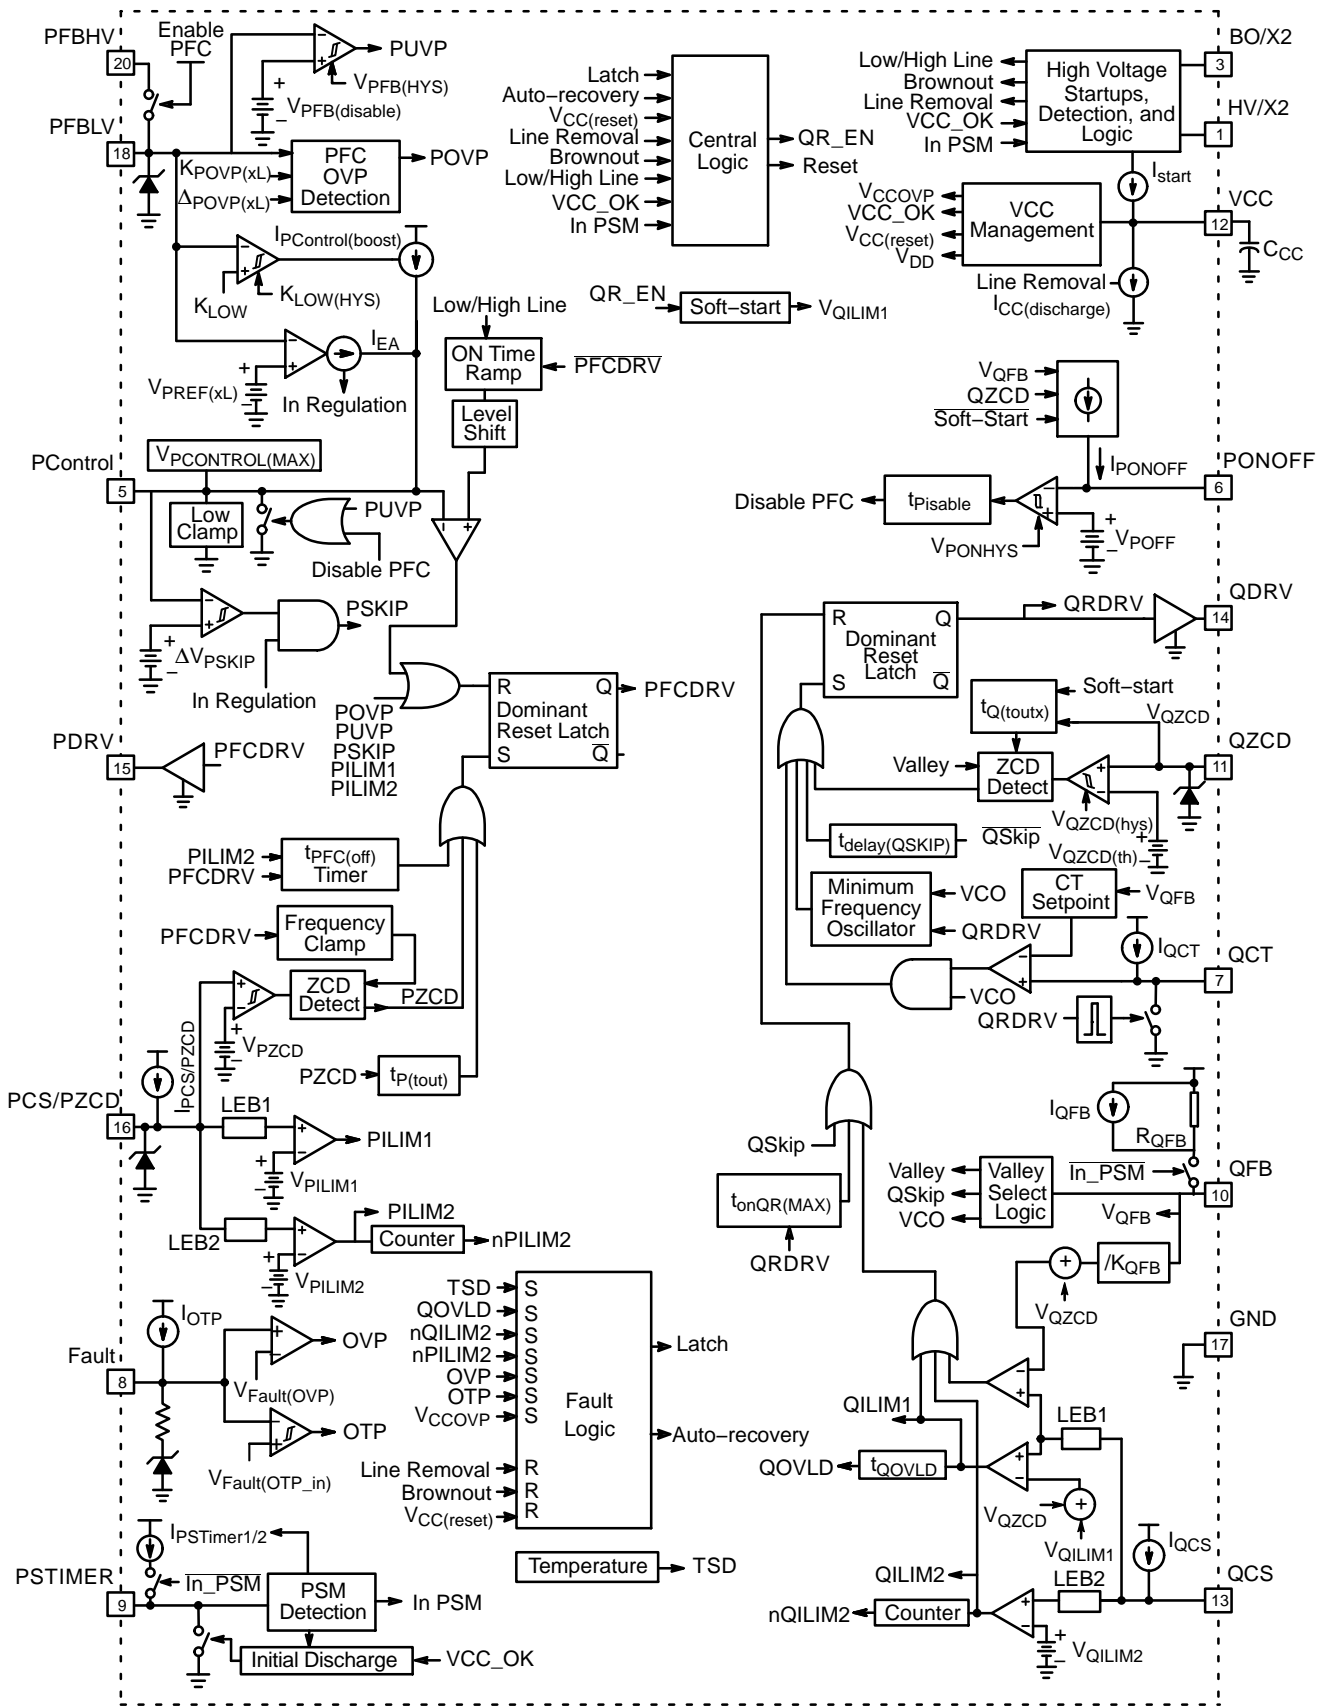 PFBHV
20
Enable
PFC
PUVP
VPFB(HYS)
VPFB(disable)
PFBLV
18
KPOVP(xL)
ΔPOVP(xL)
PFC
OVP
Detection
POVP
IPControl(boost)
KLOW
KLOW(HYS)
IEA
VPREF(xL)
In Regulation
Low/High Line
ON Time
Ramp
PFCDRV
Level
Shift
PControl
5
VPCONTROL(MAX)
Low
Clamp
PUVP
Disable PFC
ΔVPSKIP
PSKIP
In Regulation
POVP
PUVP
PSKIP
PILIM1
PILIM2
R
Q
Dominant
Reset Latch
S
Q
PFCDRV
PDRV
15
PFCDRV
PILIM2
PFCDRV
tPFC(off)
Timer
PFCDRV
Frequency
Clamp
ZCD
Detect
PZCD
VPZCD
PZCD
tP(tout)
IPCS/PZCD
PCS/PZCD
16
LEB1
PILIM1
VPILIM1
LEB2
PILIM2
Counter
nPILIM2
VPILIM2
IOTP
Fault
8
OVP
VFault(OVP)
OTP
VFault(OTP_in)
TSD
QOVLD
nQILIM2
nPILIM2
OVP
OTP
VCCOVP
S
S
S
S
S
S
S
Fault
Logic
Latch
Auto-recovery
Line Removal
Brownout
VCC(reset)
R
R
R
Temperature
TSD
PSTIMER
9
IPSTimer1/2
In_PSM
PSM
Detection
In PSM
Initial Discharge
VCC_OK
Latch
Auto-recovery
VCC(reset)
Line Removal
Brownout
Low/High Line
VCC_OK
In PSM
Central
Logic
QR_EN
Reset
QR_EN
Soft-start
VQILIM1
Low/High Line
Brownout
Line Removal
VCC_OK
In PSM
High Voltage
Startups,
Detection, and
Logic
BO/X2
3
HV/X2
1
Istart
VCCOVP
VCC_OK
VCC(reset)
VDD
VCC
Management
VCC
12
CCC
Line Removal
ICC(discharge)
VQFB
QZCD
Soft-Start
IPONOFF
PONOFF
6
Disable PFC
tPisable
VPONHYS
VPOFF
R
Q
Dominant
Reset
Latch
S
Q
QRDRV
QDRV
14
tQ(toutx)
Soft-start
VQZCD
QZCD
11
Valley
ZCD
Detect
VQZCD(hys)
VQZCD(th)
tdelay(QSKIP)
QSkip
Minimum
Frequency
Oscillator
VCO
QRDRV
CT
Setpoint
VQFB
IQCT
QCT
7
VCO
QRDRV
IQFB
RQFB
In_PSM
QFB
10
QSkip
tonQR(MAX)
QRDRV
Valley
QSkip
VCO
Valley
Select
Logic
VQFB
/KQFB
VQZCD
GND
17
QILIM1
QOVLD
tQOVLD
LEB1
VQZCD
VQILIM1
IQCS
QCS
13
LEB2
QILIM2
nQILIM2
Counter
VQILIM2